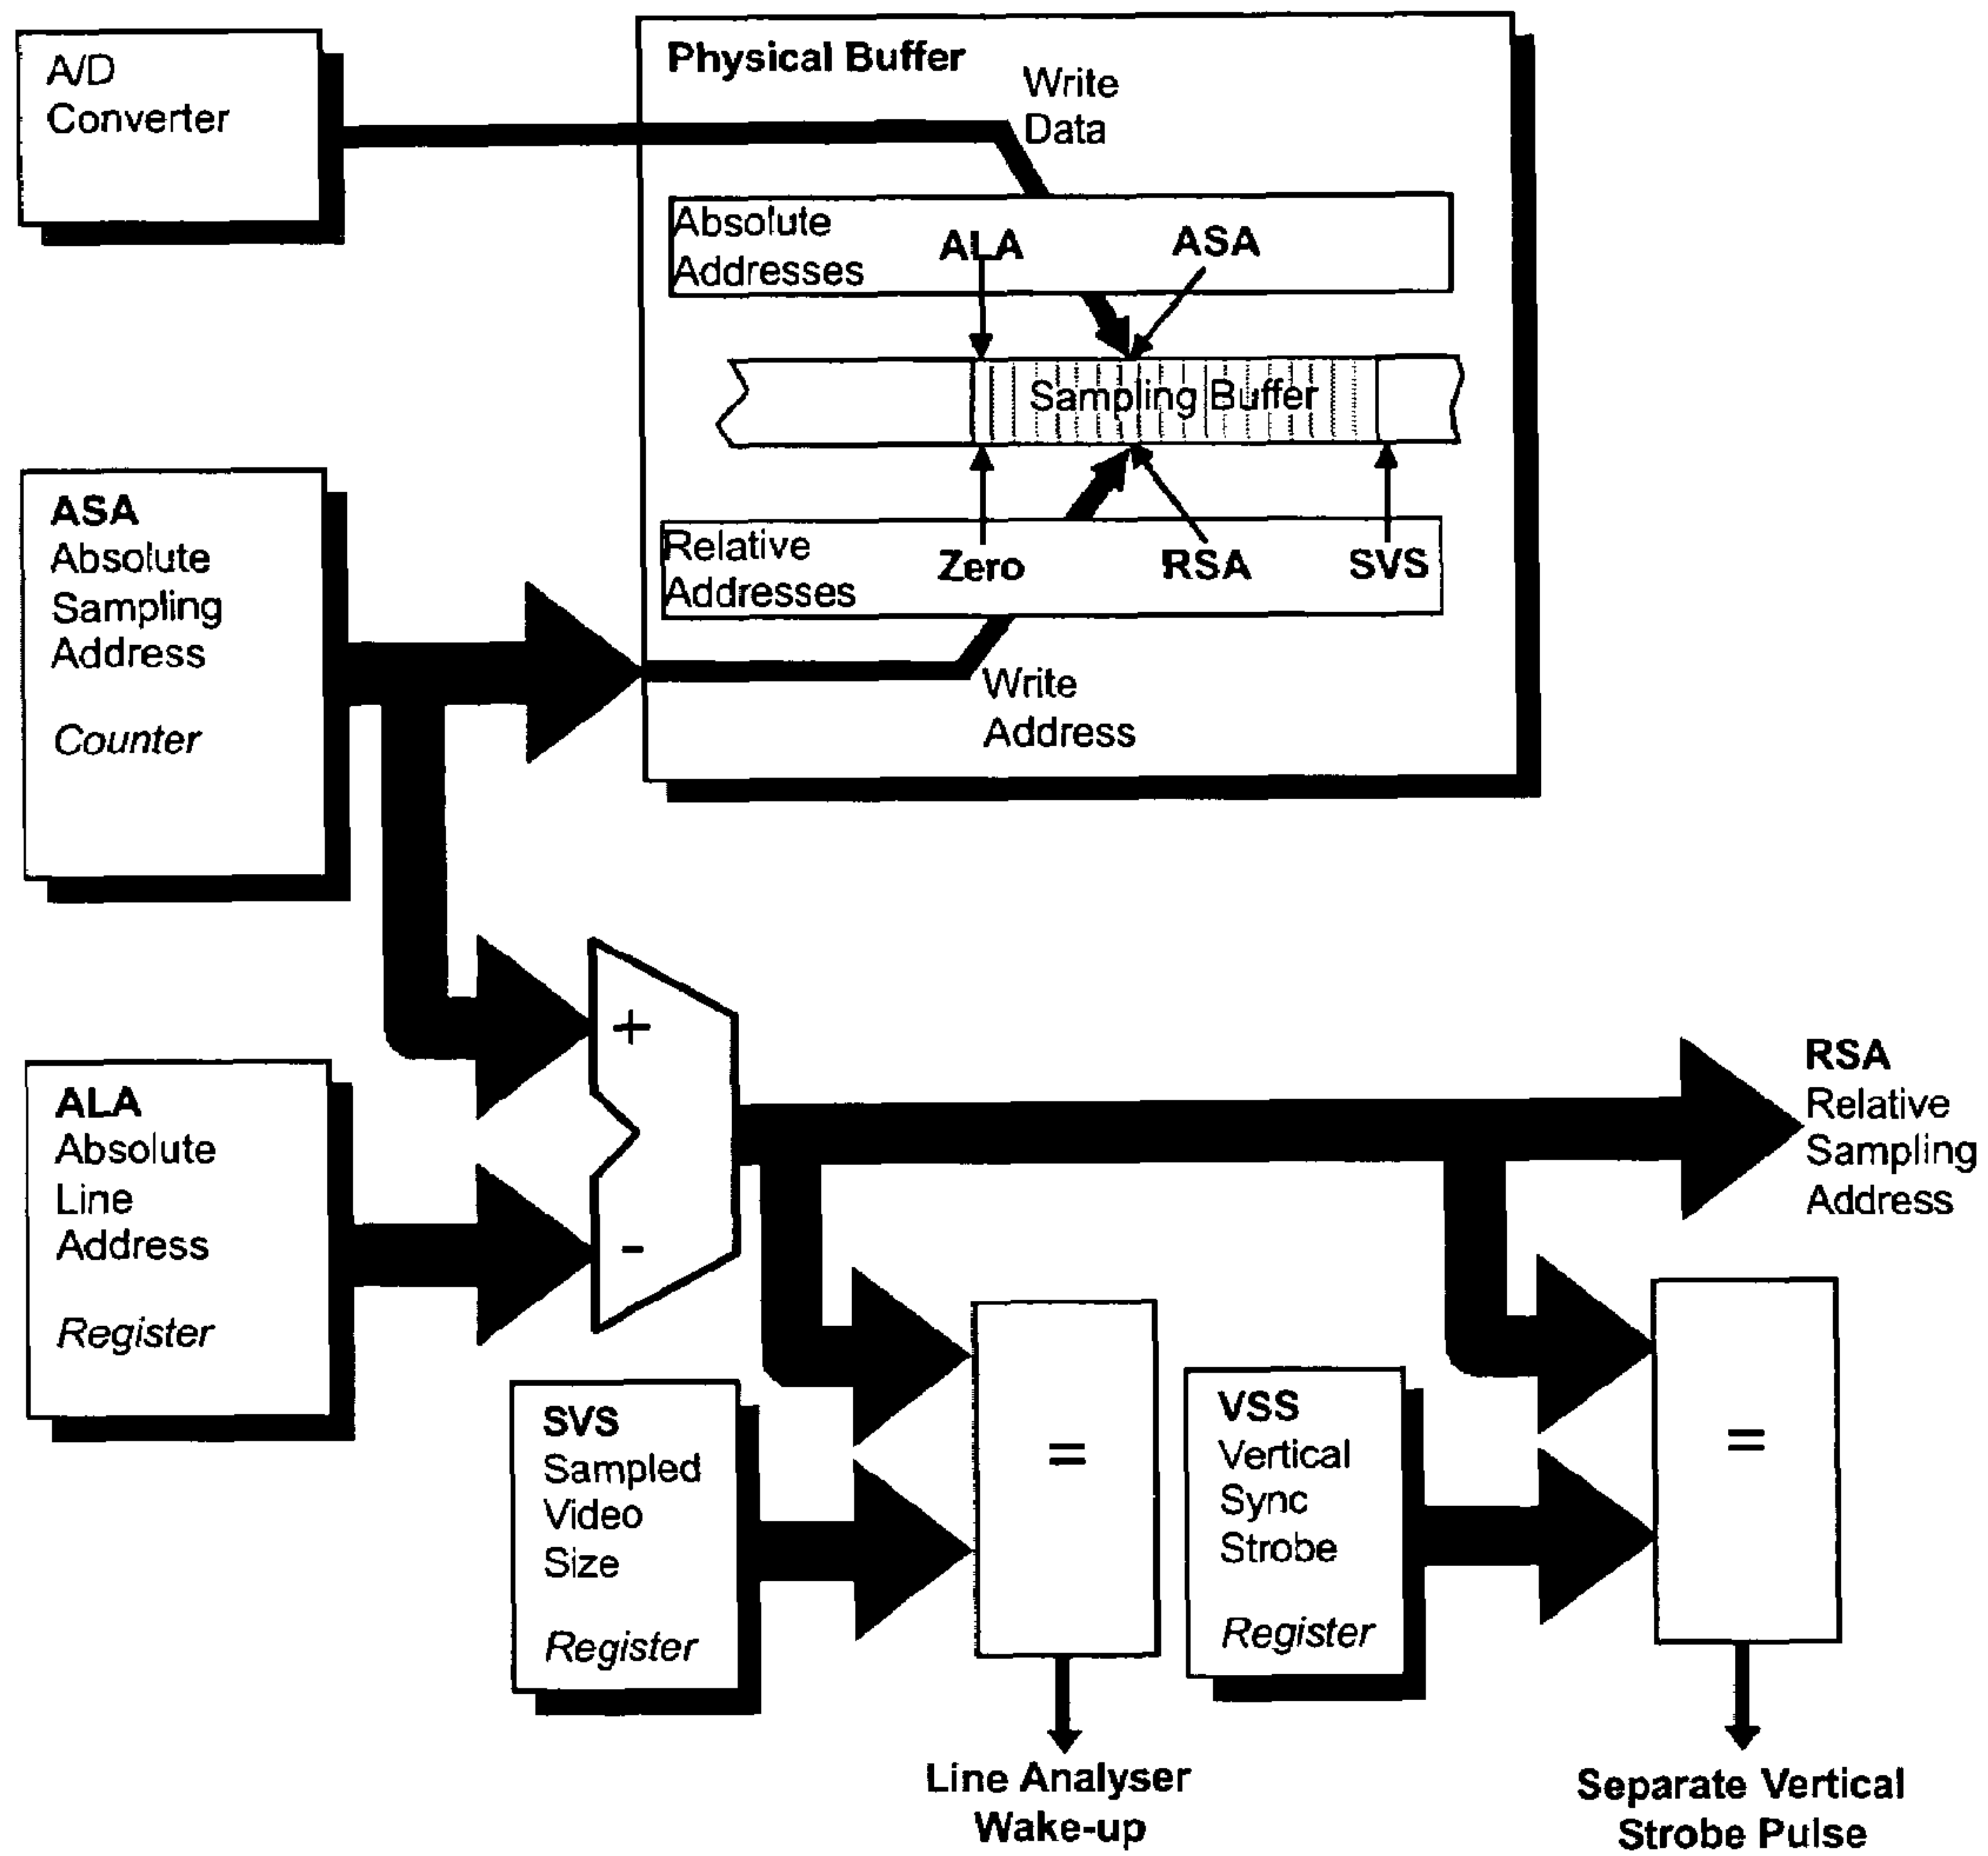 A/D
Converter
Physical Buffer
Write
Data
Absolute
Addresses
ALA
ASA
Sampling Buffer
Relative
Addresses
Zero
RSA
SVS
Write
Address
ASA
Absolute
Sampling
Address
Counter
+
-
ALA
Absolute
Line
Address
Register
RSA
Relative
Sampling
Address
SVS
Sampled
Video
Size
Register
=
VSS
Vertical
Sync
Strobe
Register
=
Line Analyser
Wake-up
Separate Vertical
Strobe Pulse